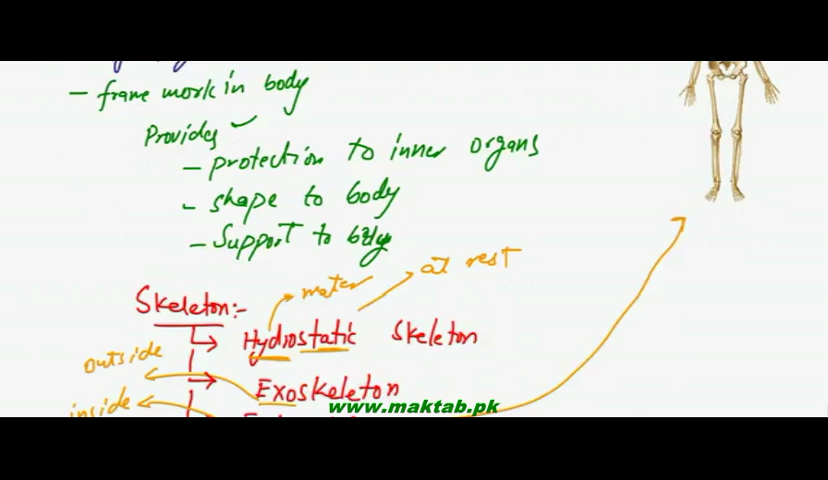 - frame work in body
Provides
- protection to inner organs
- shape to body
- Support to body
at rest
water
Skeleton:-
Hydrostatic Skeleton
outside
Exoskeleton
inside
www.maktab.pk